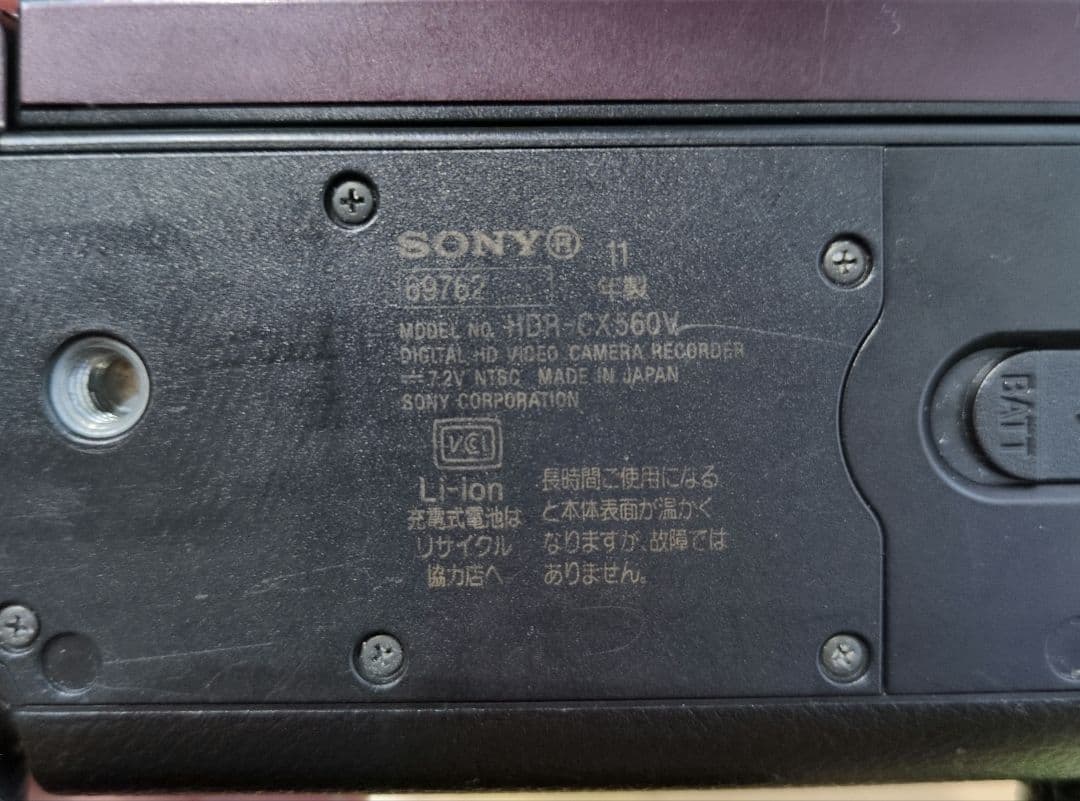 SONY®
11
年製
69762
MODEL NO. HDR-CX560V
DIGITAL HD VIDEO CAMERA RECORDER
⎓7.2V NTSC MADE IN JAPAN
SONY CORPORATION
VCI
Li-ion
充電式電池は
リサイクル
協力店へ
長時間ご使用になる
と本体表面が温かく
なりますが、故障では
ありません。
BATT